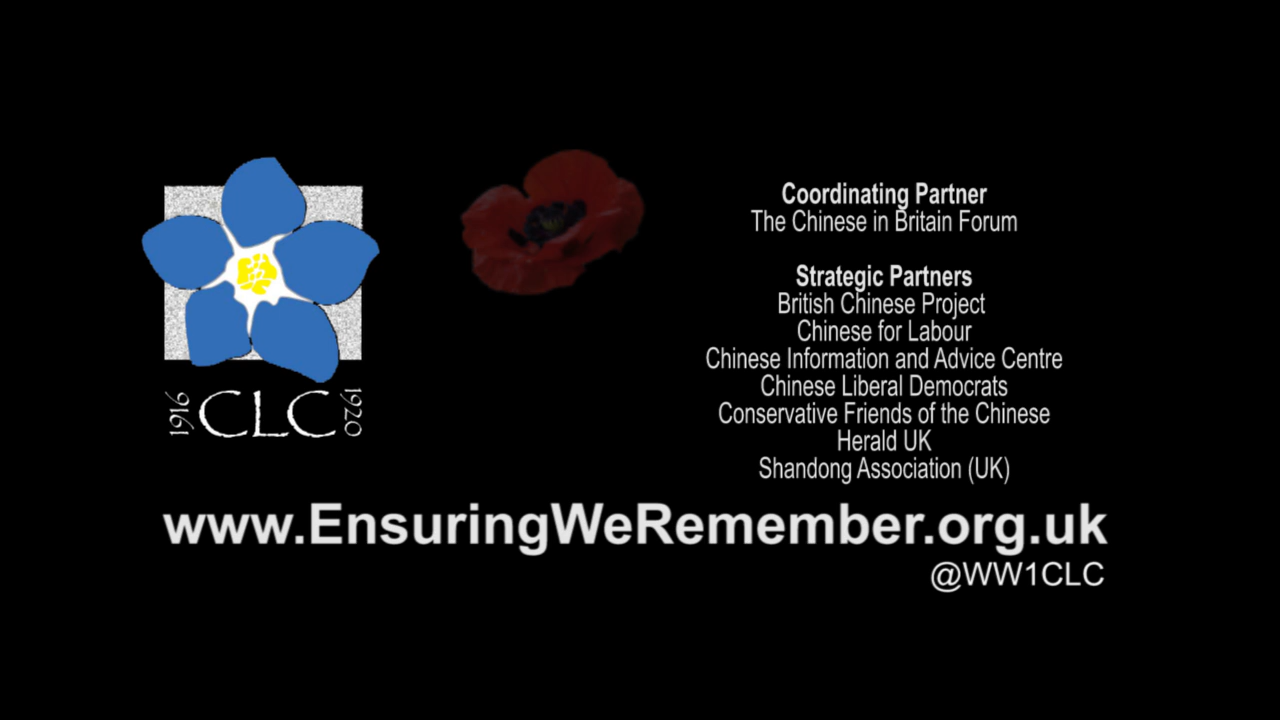 1916 CLC 1920
Coordinating Partner
The Chinese in Britain Forum
Strategic Partners
British Chinese Project
Chinese for Labour
Chinese Information and Advice Centre
Chinese Liberal Democrats
Conservative Friends of the Chinese
Herald UK
Shandong Association (UK)
www.EnsuringWeRemember.org.uk
@WW1CLC